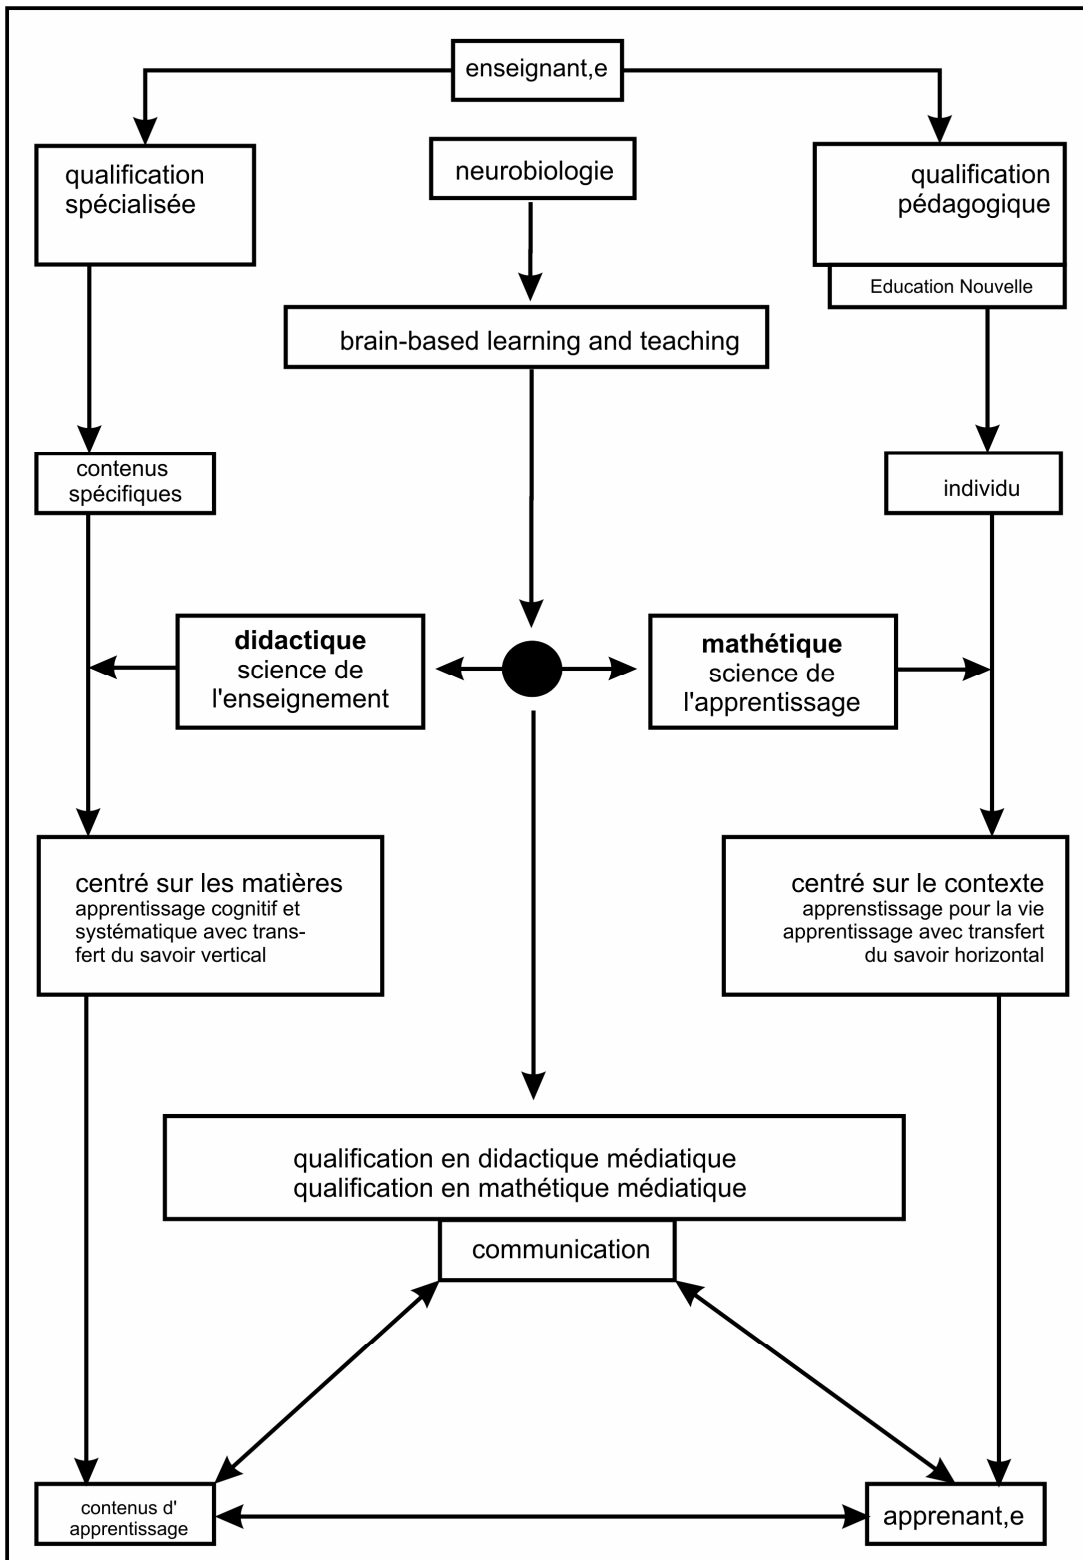 enseignant,e
qualification
spécialisée
neurobiologie
qualification
pédagogique
Education Nouvelle
brain-based learning and teaching
contenus
spécifiques
individu
didactique
science de
l'enseignement
mathétique
science de
l'apprentissage
centré sur les matières
apprentissage cognitif et
systématique avec trans-
fert du savoir vertical
centré sur le contexte
apprenstissage pour la vie
apprentissage avec transfert
du savoir horizontal
qualification en didactique médiatique
qualification en mathétique médiatique
communication
contenus d'
apprentissage
apprenant,e